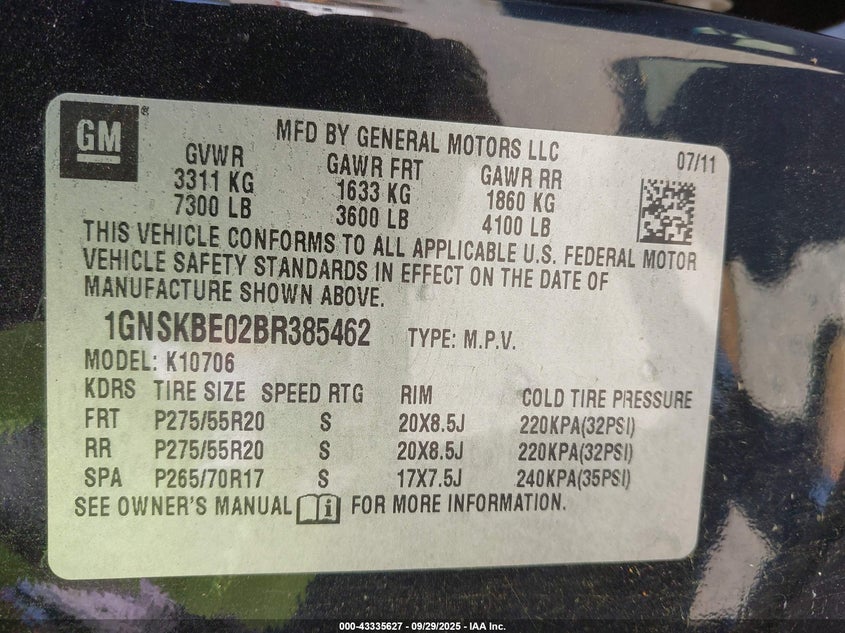 GM ®
MFD BY GENERAL MOTORS LLC
07/11
GVWR GAWR FRT GAWR RR
3311 KG 1633 KG 1860 KG
7300 LB 3600 LB 4100 LB
THIS VEHICLE CONFORMS TO ALL APPLICABLE U.S. FEDERAL MOTOR
VEHICLE SAFETY STANDARDS IN EFFECT ON THE DATE OF
MANUFACTURE SHOWN ABOVE.
1GNSKBE02BR385462 TYPE: M.P.V.
MODEL: K10706
KDRS TIRE SIZE SPEED RTG RIM COLD TIRE PRESSURE
FRT P275/55R20 S 20X8.5J 220KPA(32PSI)
RR P275/55R20 S 20X8.5J 220KPA(32PSI)
SPA P265/70R17 S 17X7.5J 240KPA(35PSI)
SEE OWNER'S MANUAL i FOR MORE INFORMATION.
000-43335627 - 09/29/2025 - IAA Inc.